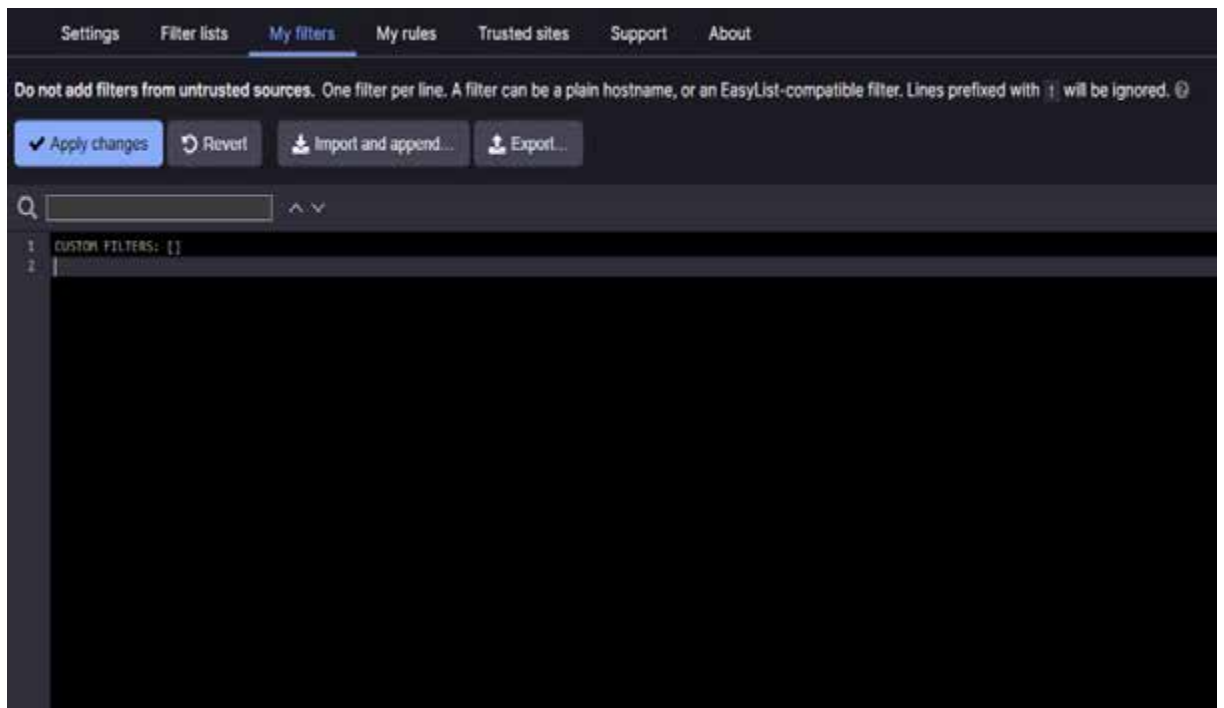 Settings Filter lists My filters My rules Trusted sites Support About
Do not add filters from untrusted sources. One filter per line. A filter can be a plain hostname, or an EasyList-compatible filter. Lines prefixed with ! will be ignored.
Apply changes Revert Import and append... Export...
1 CUSTOM FILTERS: []
2